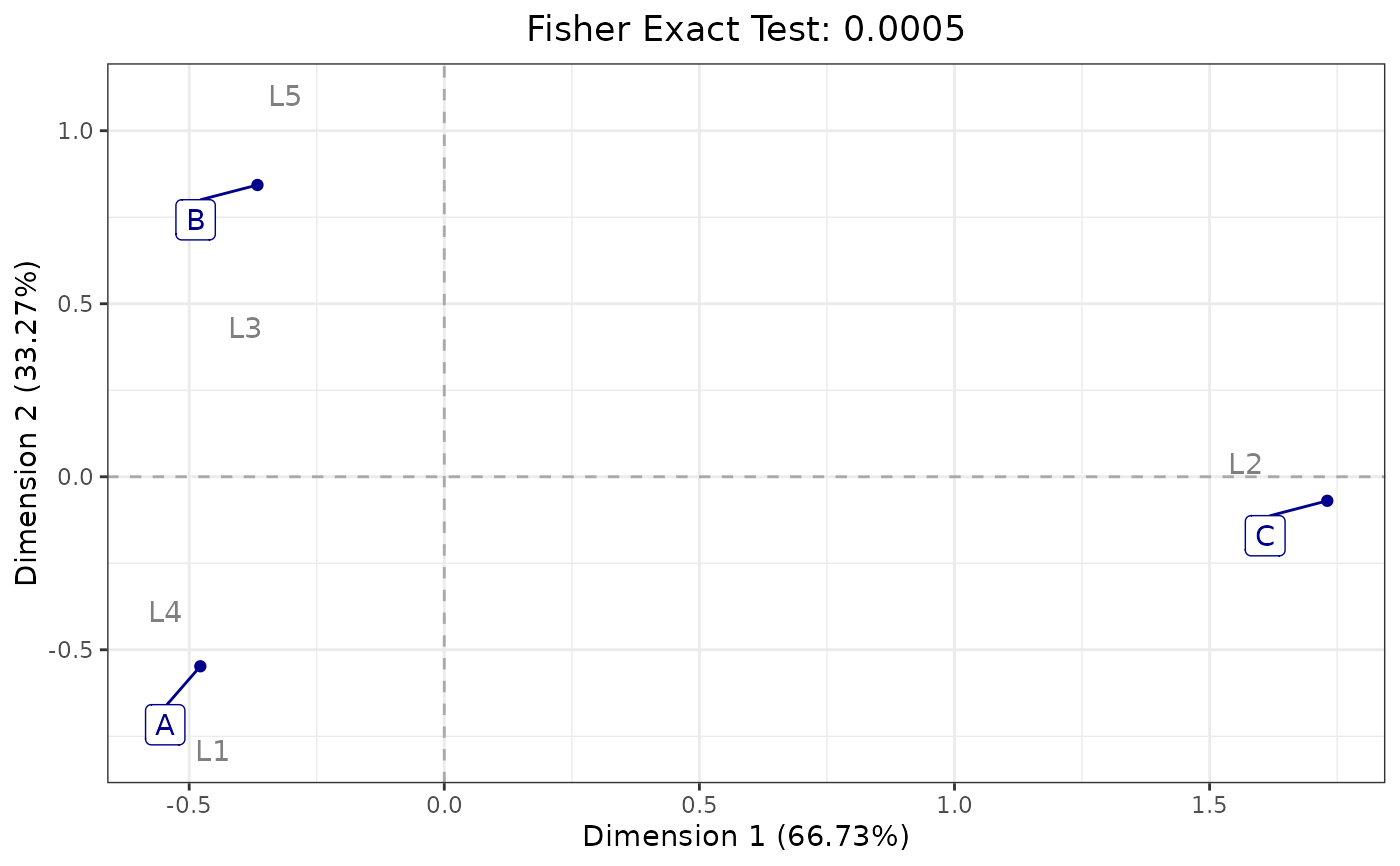 Fisher Exact Test: 0.0005
L5
1.0
B
0.5
L3
L2
0.0
C
L4
-0.5
A
L1
-0.5 0.0 0.5 1.0 1.5
Dimension 1 (66.73%)
Dimension 2 (33.27%)